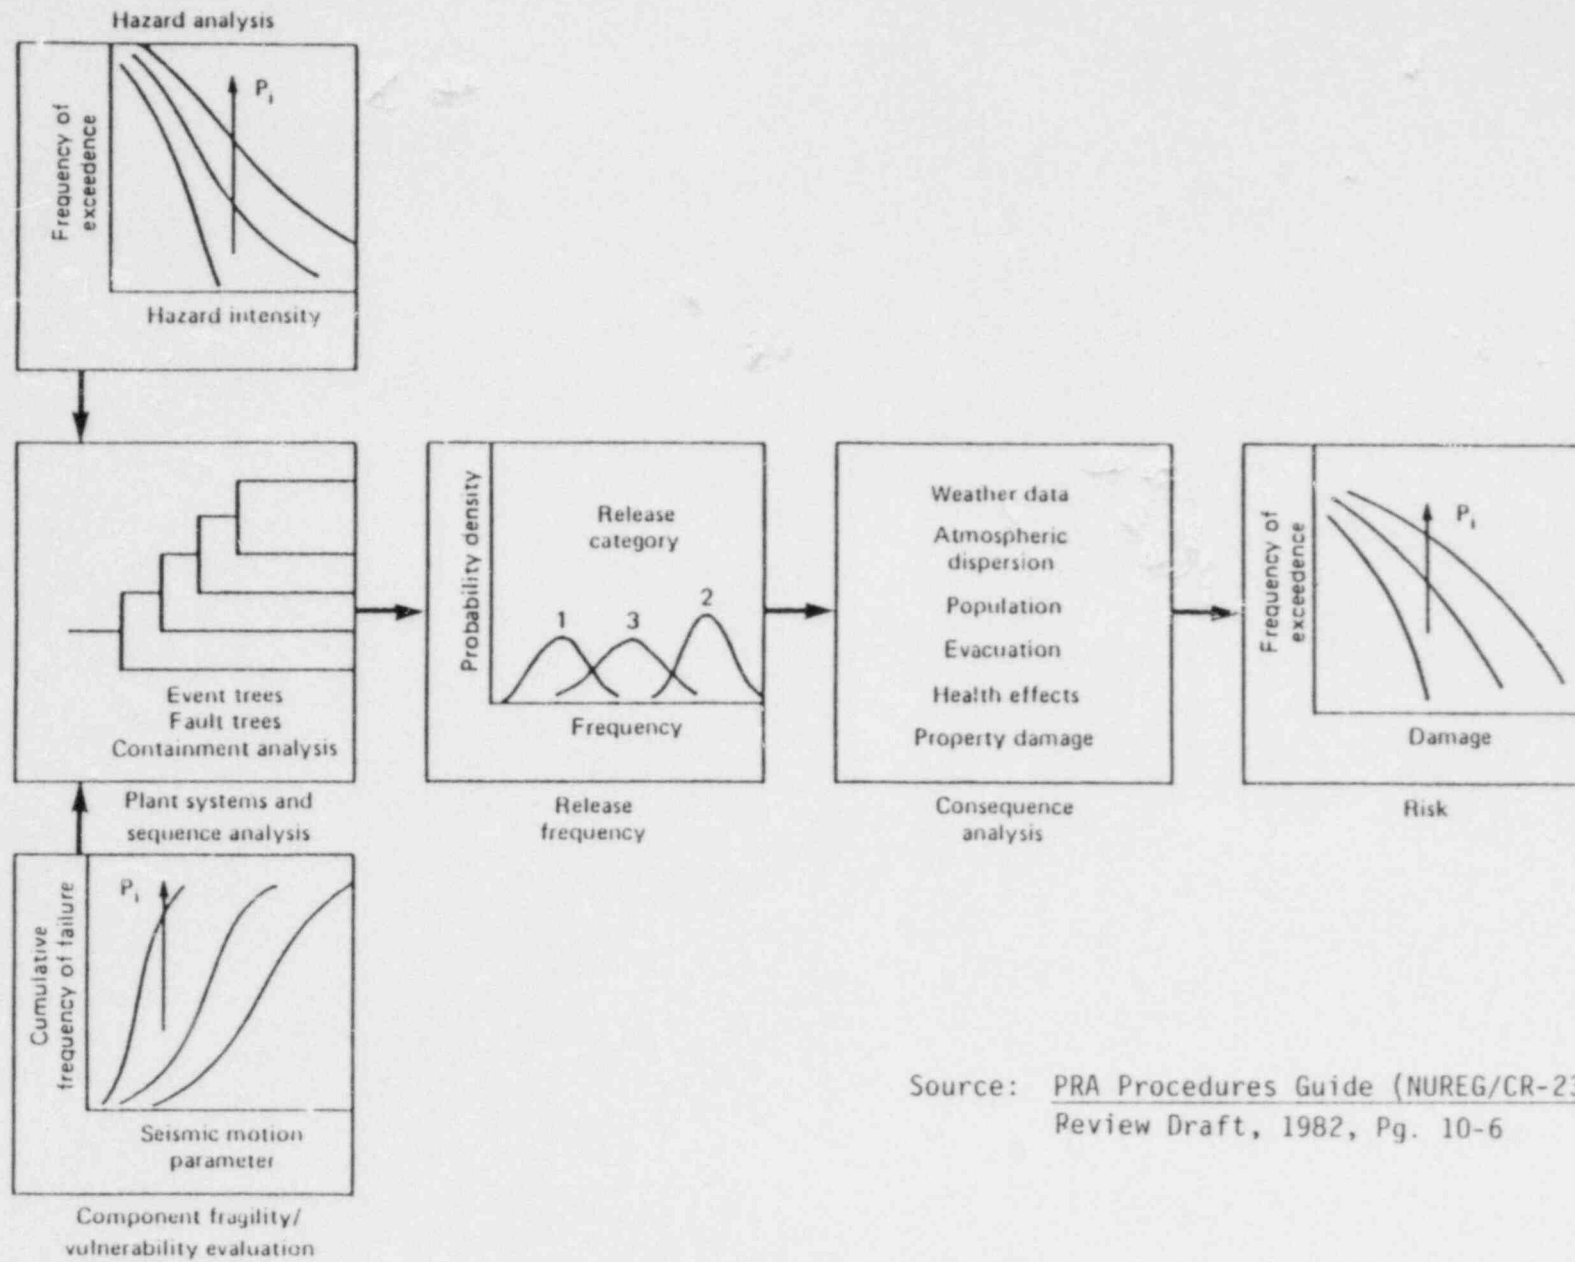 Hazard analysis
Frequency of
exceedence
P_i
Hazard intensity
Event trees
Fault trees
Containment analysis
Plant systems and
sequence analysis
Cumulative
frequency of failure
P_i
Seismic motion
parameter
Component fragility/
vulnerability evaluation
Probability density
Release
category
1
3
2
Frequency
Release
frequency
Weather data
Atmospheric
dispersion
Population
Evacuation
Health effects
Property damage
Consequence
analysis
Frequency of
exceedence
P_i
Damage
Risk
Source: PRA Procedures Guide (NUREG/CR-23
Review Draft, 1982, Pg. 10-6